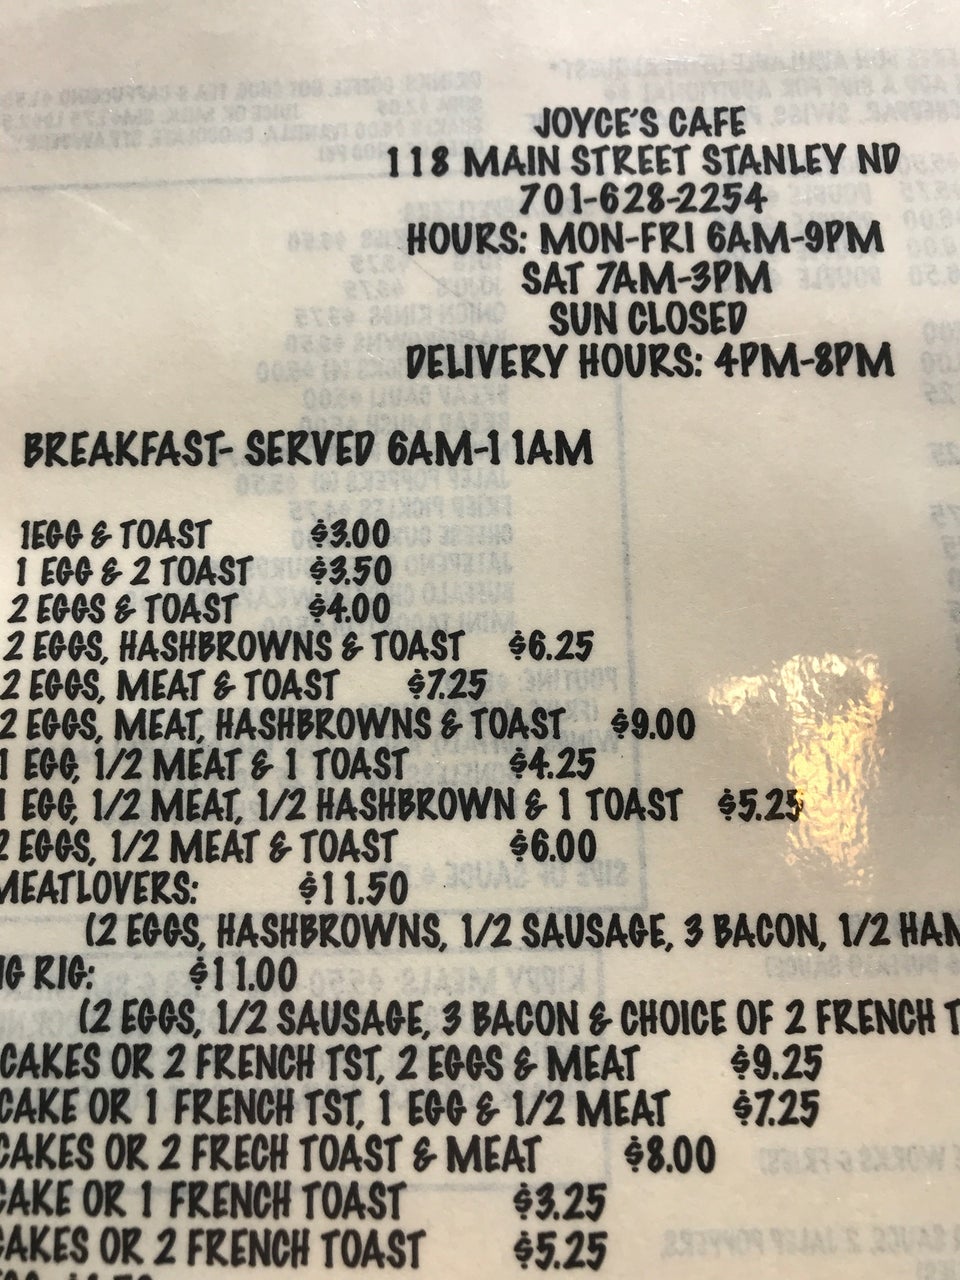 JOYCE'S CAFE
118 MAIN STREET STANLEY ND
701-628-2254
HOURS: MON-FRI 6AM-9PM
SAT 7AM-3PM
SUN CLOSED
DELIVERY HOURS: 4PM-8PM
BREAKFAST- SERVED 6AM-11AM
1EGG & TOAST $3.00
1 EGG & 2 TOAST $3.50
2 EGGS & TOAST $4.00
2 EGGS, HASHBROWNS & TOAST $6.25
2 EGGS, MEAT & TOAST $7.25
2 EGGS, MEAT, HASHBROWNS & TOAST $9.00
1 EGG, 1/2 MEAT & 1 TOAST $4.25
1 EGG, 1/2 MEAT, 1/2 HASHBROWN & 1 TOAST $5.25
2 EGGS, 1/2 MEAT & TOAST $6.00
MEATLOVERS: $11.50
(2 EGGS, HASHBROWNS, 1/2 SAUSAGE, 3 BACON, 1/2
RIG: $11.00
(2 EGGS, 1/2 SAUSAGE, 3 BACON & CHOICE OF 2 FRENCH
CAKES OR 2 FRENCH TST, 2 EGGS & MEAT $9.25
CAKE OR 1 FRENCH TST, 1 EGG & 1/2 MEAT $7.25
CAKES OR 2 FRECH TOAST & MEAT $8.00
CAKE OR 1 FRENCH TOAST $3.25
CAKES OR 2 FRENCH TOAST $5.25